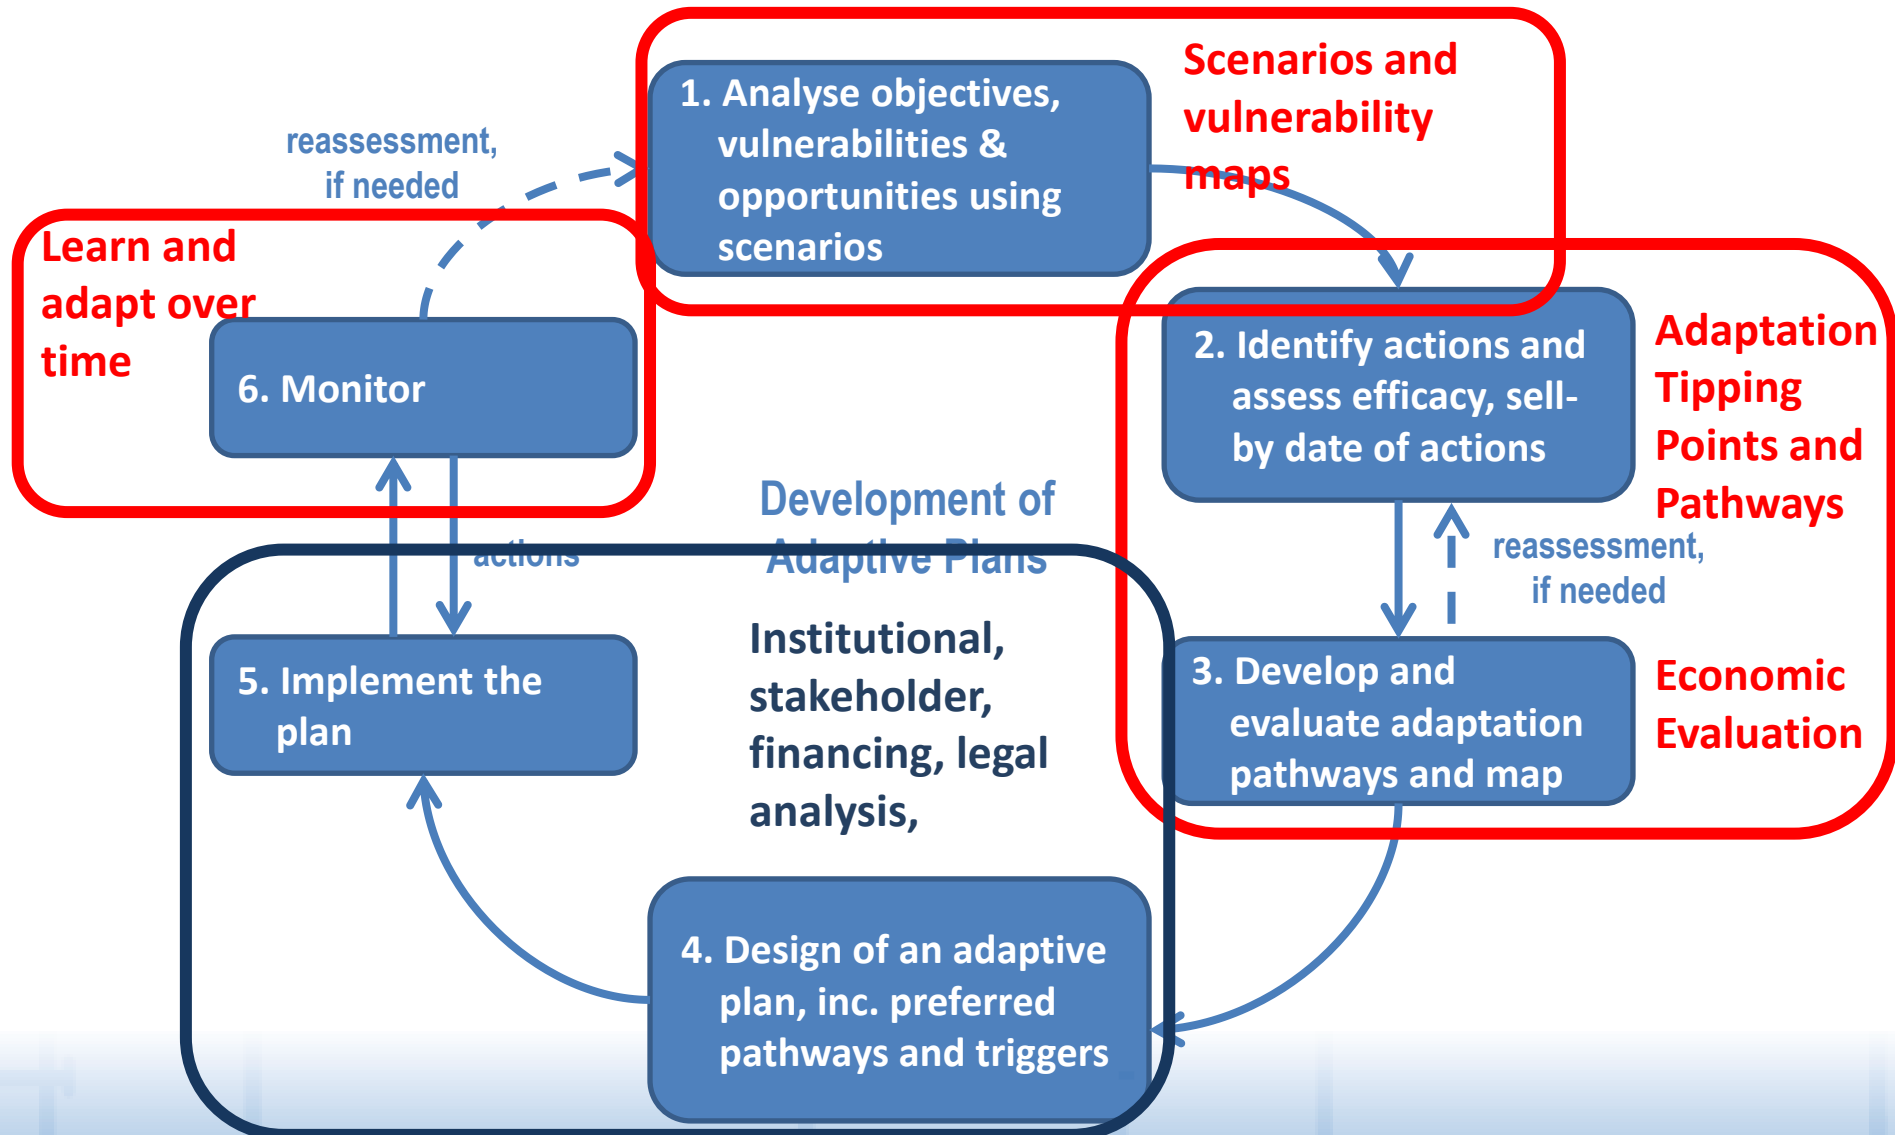 1. Analyse objectives,
vulnerabilities &
opportunities using
scenarios
Scenarios and
vulnerability
maps
reassessment,
if needed
Learn and
adapt over
time
6. Monitor
2. Identify actions and
assess efficacy, sell-
by date of actions
Adaptation
Tipping
Points and
Pathways
Development of
Adaptive Plans
actions
reassessment,
if needed
Institutional,
stakeholder,
financing, legal
analysis,
5. Implement the
plan
3. Develop and
evaluate adaptation
pathways and map
Economic
Evaluation
4. Design of an adaptive
plan, inc. preferred
pathways and triggers